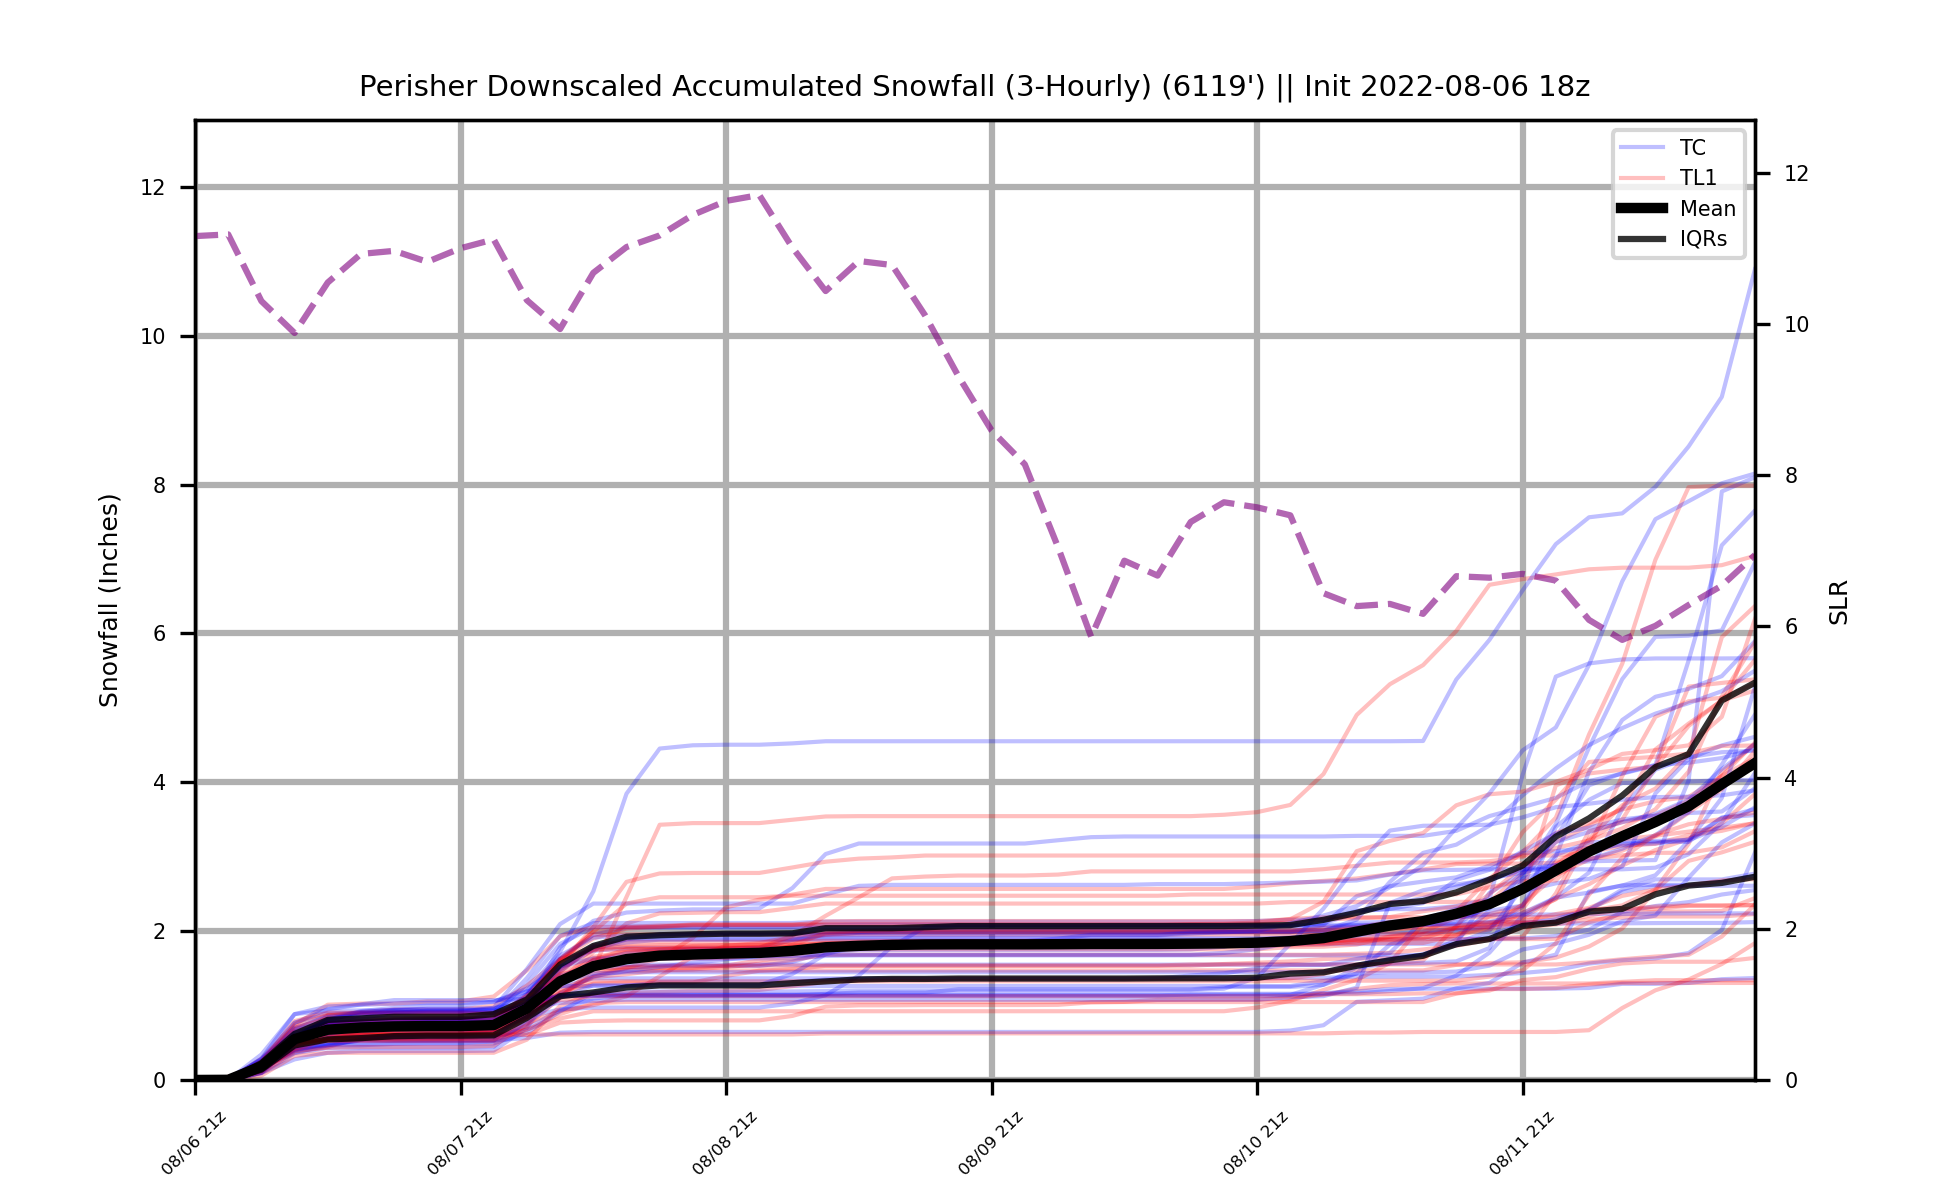 Perisher Downscaled Accumulated Snowfall (3-Hourly) (6119') || Init 2022-08-06 18z
TC
TL1
Mean
IQRs
12
10
8
6
4
2
0
Snowfall (Inches)
12
10
8
6
4
2
0
SLR
08/06 21z
08/07 21z
08/08 21z
08/09 21z
08/10 21z
08/11 21z